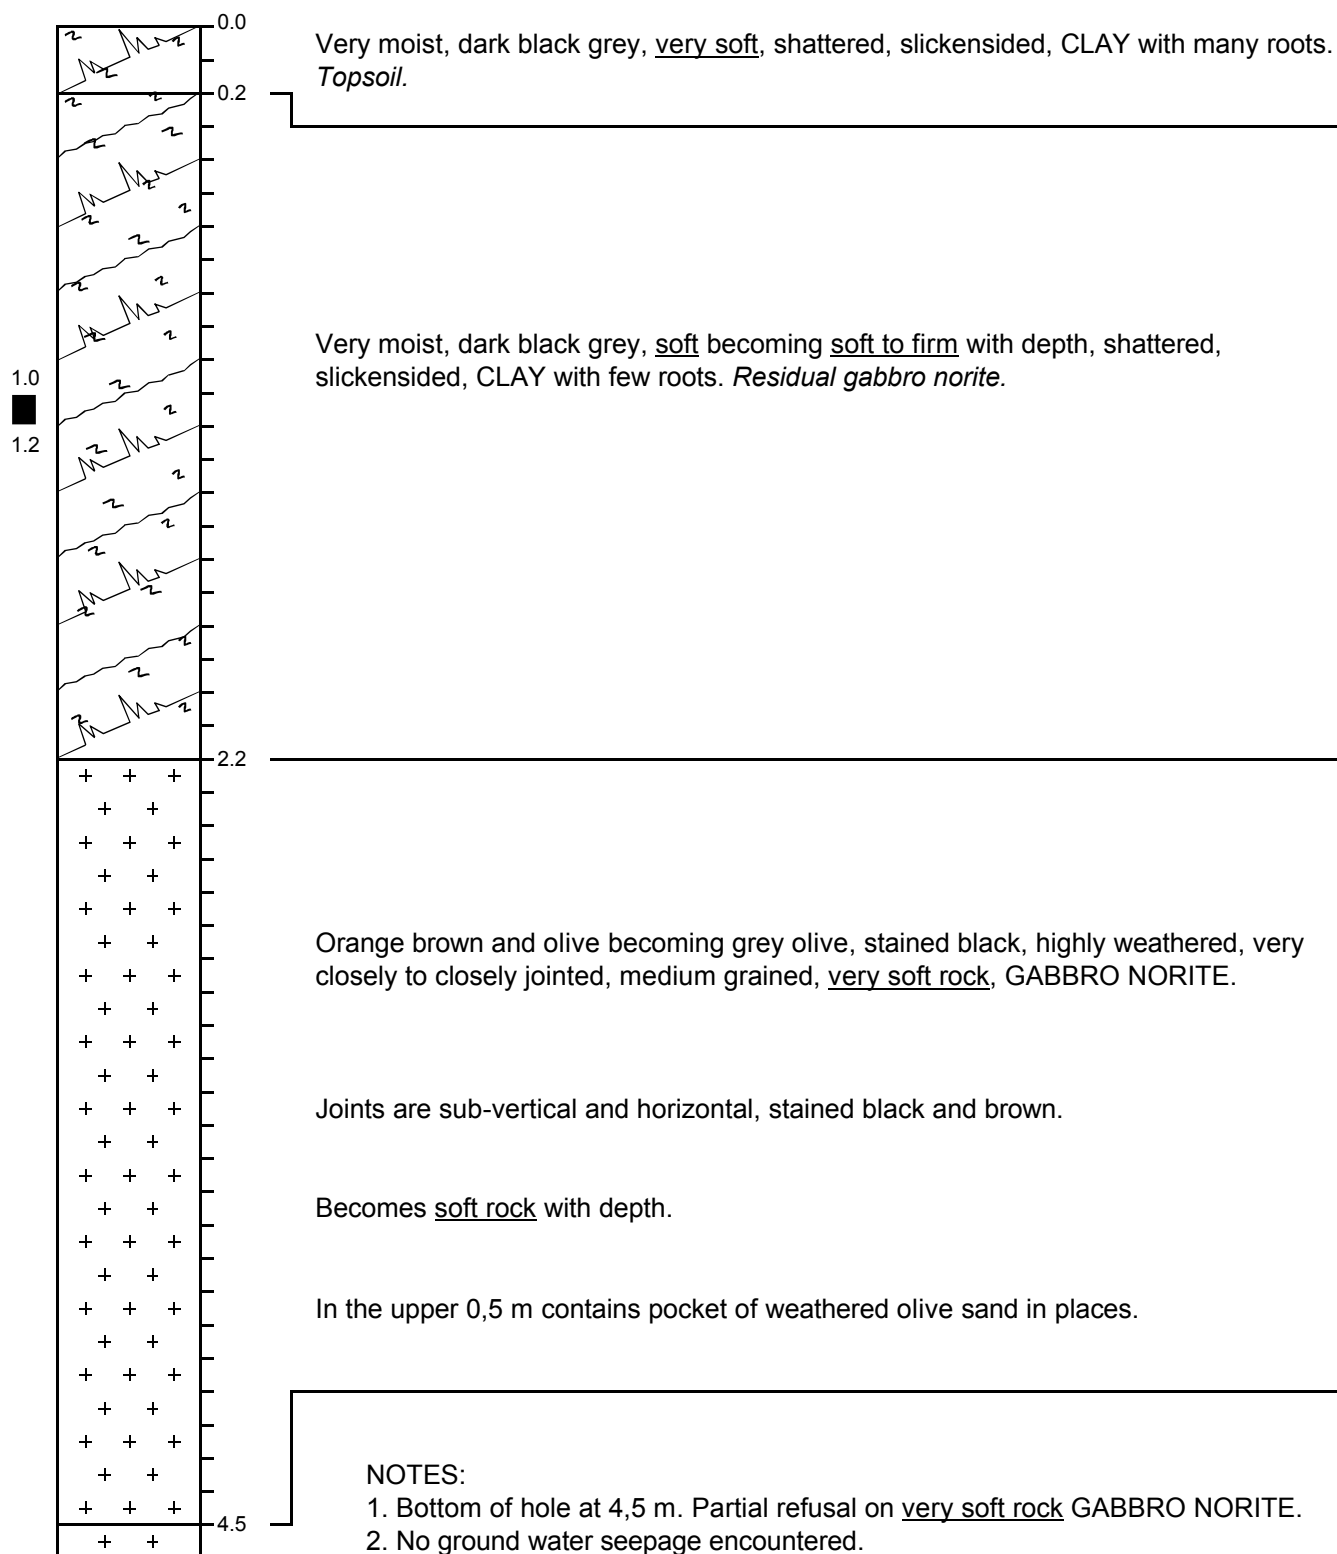 0.0
Very moist, dark black grey, very soft, shattered, slickensided, CLAY with many roots.
Topsoil.
0.2
Very moist, dark black grey, soft becoming soft to firm with depth, shattered,
slickensided, CLAY with few roots. Residual gabbro norite.
1.0
1.2
2.2
Orange brown and olive becoming grey olive, stained black, highly weathered, very
closely to closely jointed, medium grained, very soft rock, GABBRO NORITE.
Joints are sub-vertical and horizontal, stained black and brown.
Becomes soft rock with depth.
In the upper 0,5 m contains pocket of weathered olive sand in places.
NOTES:
1. Bottom of hole at 4,5 m. Partial refusal on very soft rock GABBRO NORITE.
4.5
2. No ground water seepage encountered.